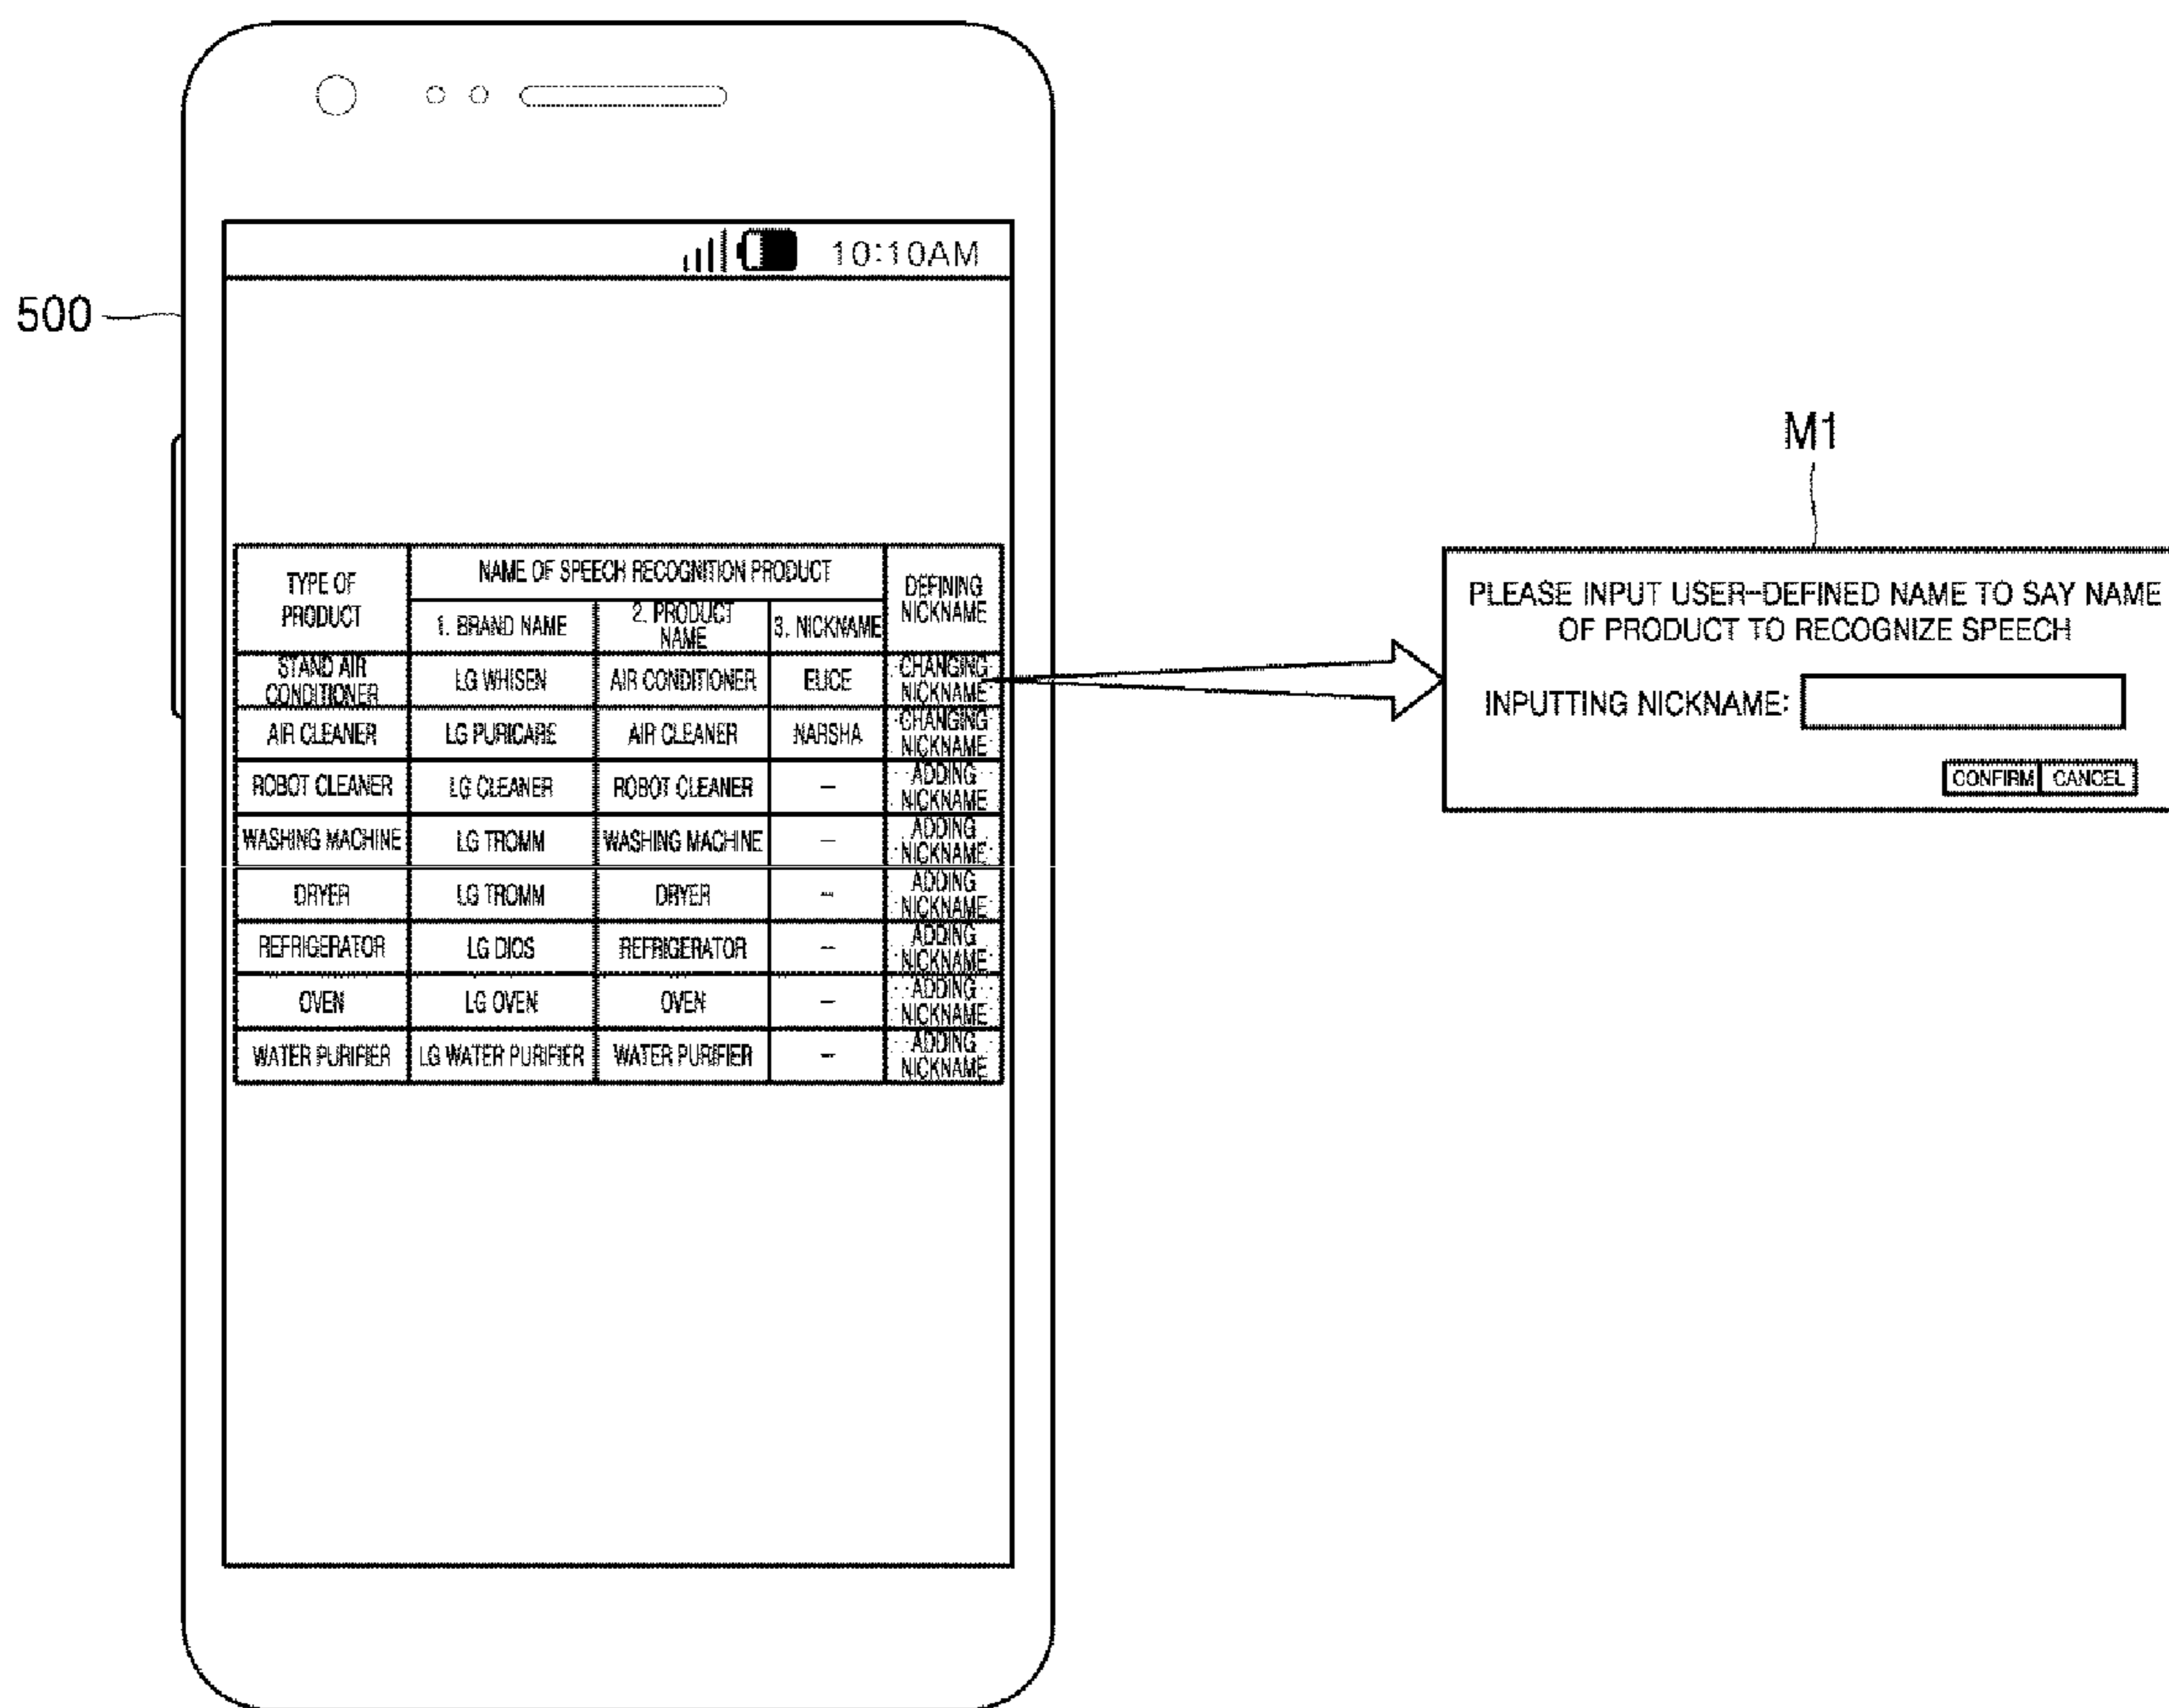 10:10AM
500
M1
TYPE OF
PRODUCT
NAME OF SPEECH RECOGNITION PRODUCT
DEFINING
NICKNAME
1. BRAND NAME
2. PRODUCT
NAME
3. NICKNAME
STAND AIR
CONDITIONER
LG WHISEN
AIR CONDITIONER
ELICE
CHANGING
NICKNAME
AIR CLEANER
LG PURICARE
AIR CLEANER
NARSHA
CHANGING
NICKNAME
ROBOT CLEANER
LG CLEANER
ROBOT CLEANER
–
ADDING
NICKNAME
WASHING MACHINE
LG TROMM
WASHING MACHINE
–
ADDING
NICKNAME
DRYER
LG TROMM
DRYER
–
ADDING
NICKNAME
REFRIGERATOR
LG DIOS
REFRIGERATOR
–
ADDING
NICKNAME
OVEN
LG OVEN
OVEN
–
ADDING
NICKNAME
WATER PURIFIER
LG WATER PURIFIER
WATER PURIFIER
–
ADDING
NICKNAME
PLEASE INPUT USER-DEFINED NAME TO SAY NAME
OF PRODUCT TO RECOGNIZE SPEECH
INPUTTING NICKNAME:
CONFIRM CANCEL